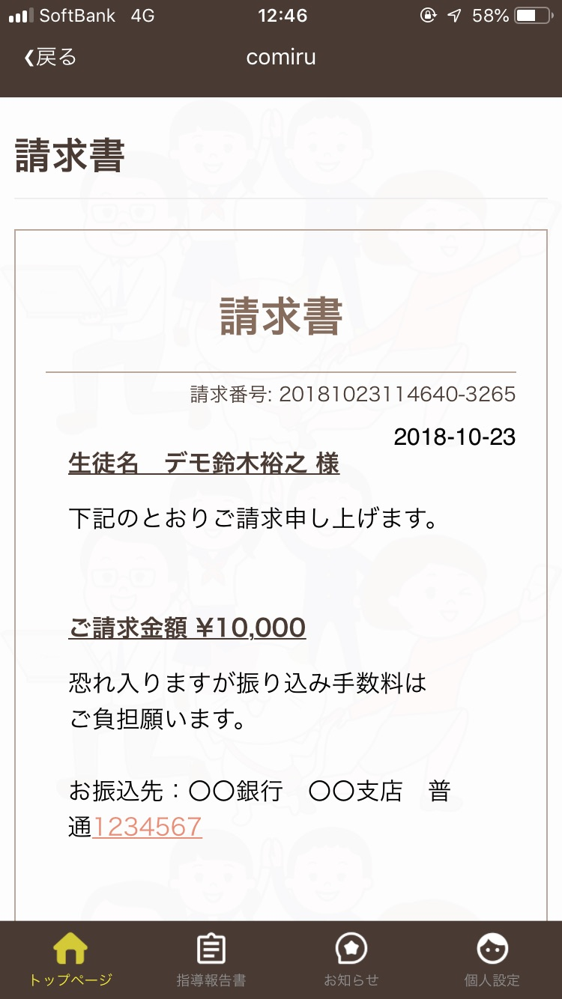 SoftBank 4G 12:46 58%
❮戻る comiru
請求書
請求書
請求番号: 20181023114640-3265
2018-10-23
生徒名　デモ鈴木裕之 様
下記のとおりご請求申し上げます。
ご請求金額 ¥10,000
恐れ入りますが振り込み手数料は
ご負担願います。
お振込先：〇〇銀行　〇〇支店　普
通1234567
トップページ 指導報告書 お知らせ 個人設定